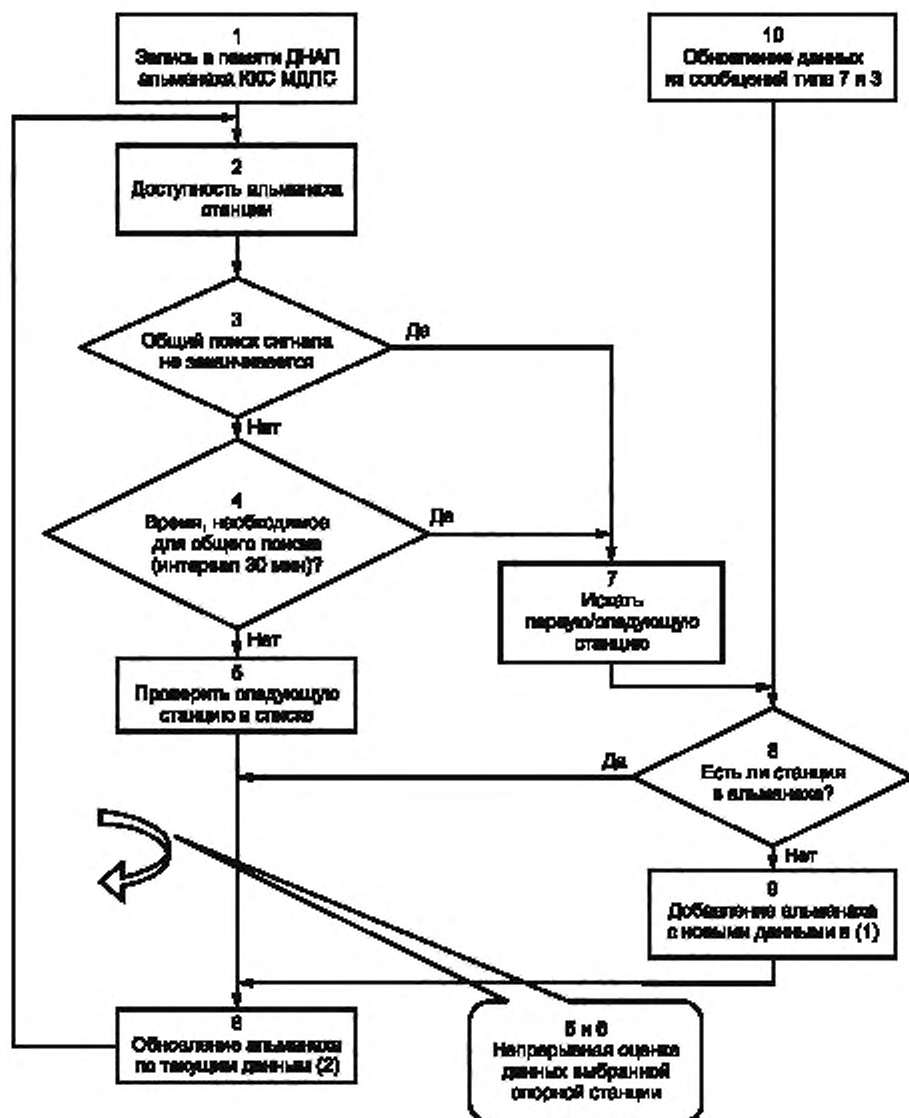 1
Запись в памяти ДНАП
альманаха ККС МДПС
10
Обновление данных
из сообщений типа 7 и 3
2
Доступность альманаха
станции
3
Общий поиск сигнала
не заканчивается
Да
Нет
4
Время, необходимое
для общего поиска
(интервал 30 мин)?
Да
Нет
7
Искать
первую/следующую
станцию
5
Проверить следующую
станцию в списке
8
Есть ли станция
в альманахе?
Да
Нет
9
Добавление альманаха
с новыми данными в (1)
6
Обновление альманаха
по текущим данным (2)
5 и 6
Непрерывная оценка
данных выбранной
опорной станции